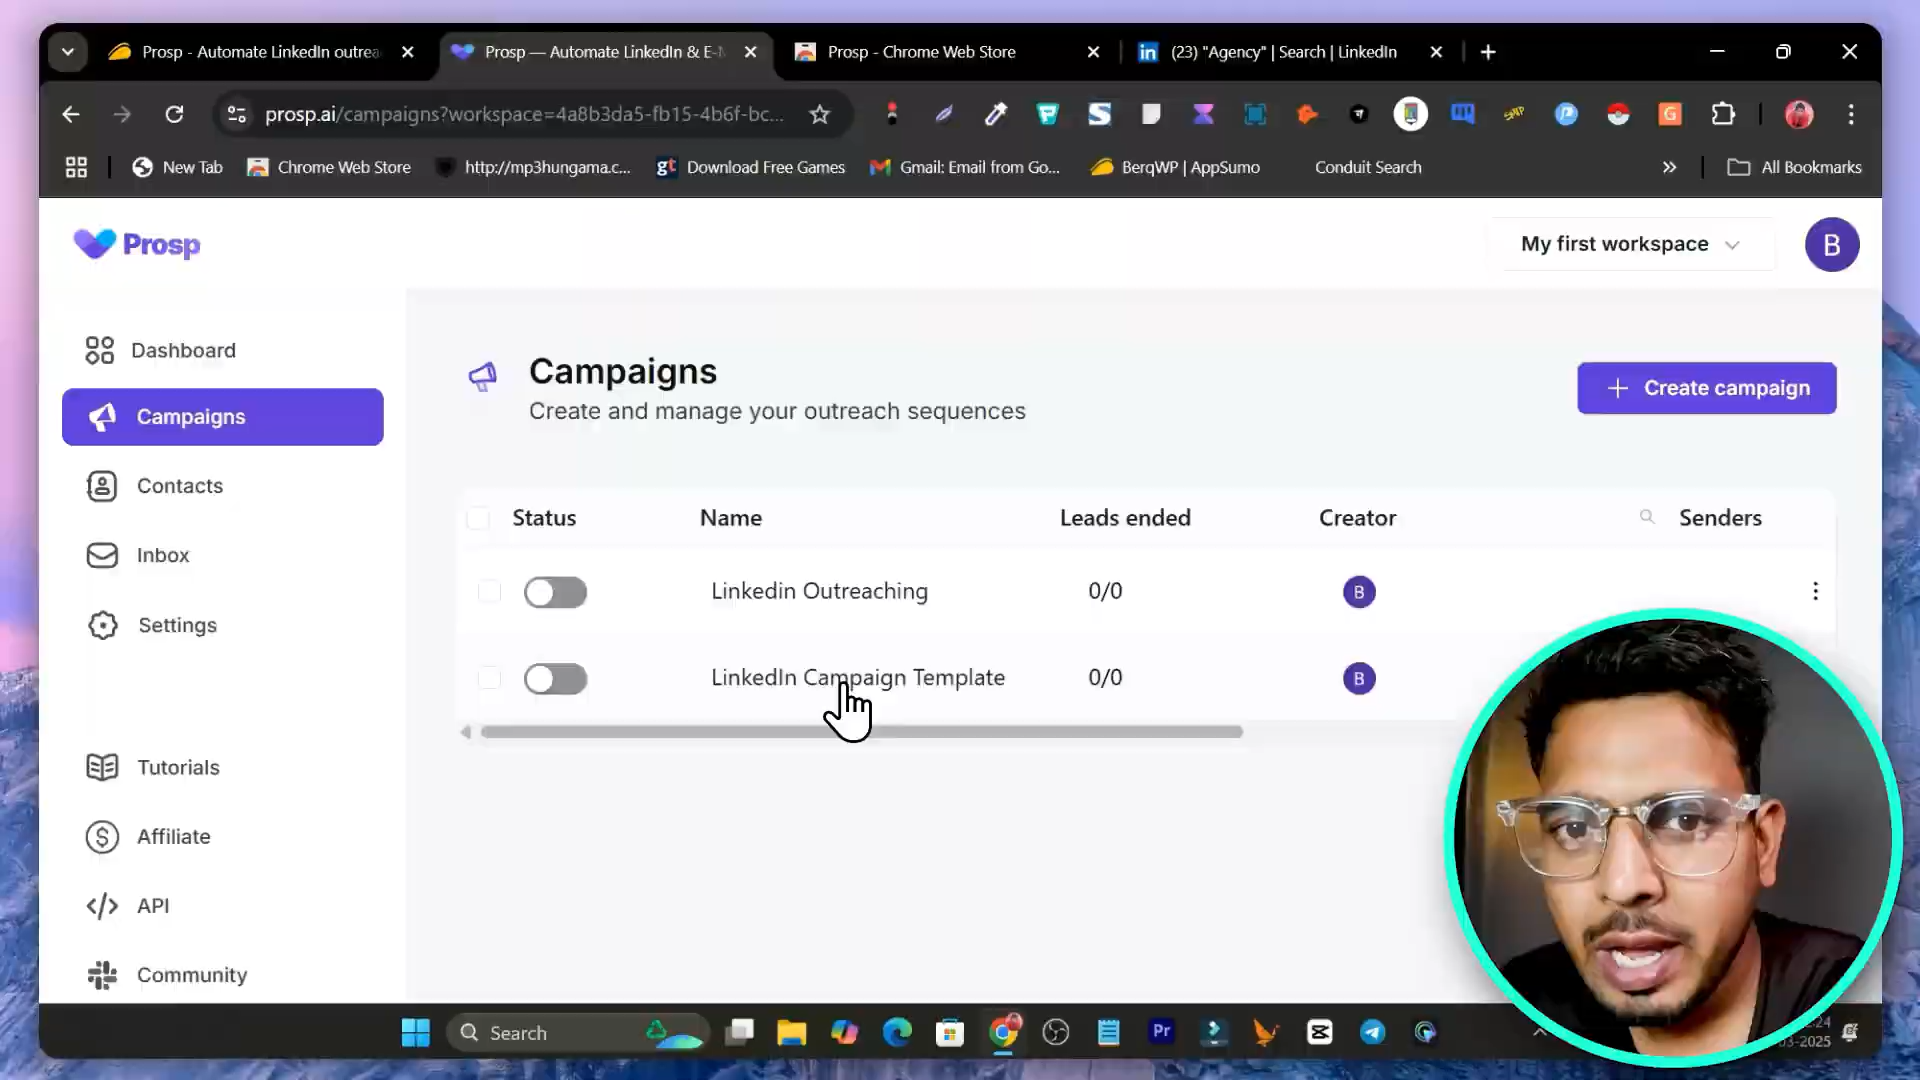 Prosp - Automate LinkedIn outrea
Prosp — Automate LinkedIn & E-M
Prosp - Chrome Web Store
(23) "Agency" | Search | LinkedIn
prosp.ai/campaigns?workspace=4a8b3da5-fb15-4b6f-bc...
New Tab
Chrome Web Store
http://mp3hungama.c...
Download Free Games
Gmail: Email from Go...
BerqWP | AppSumo
Conduit Search
All Bookmarks
Prosp
My first workspace
B
Dashboard
Campaigns
Contacts
Inbox
Settings
Tutorials
Affiliate
API
Community
Campaigns
Create and manage your outreach sequences
Create campaign
Status Name Leads ended Creator Senders
Linkedin Outreaching 0/0 B
LinkedIn Campaign Template 0/0 B
Search